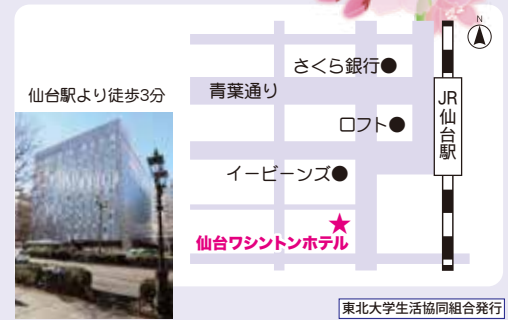 N
さくら銀行
仙台駅より徒歩3分
青葉通り
JR仙台駅
ロフト
イービーンズ
仙台ワシントンホテル
東北大学生活協同組合発行